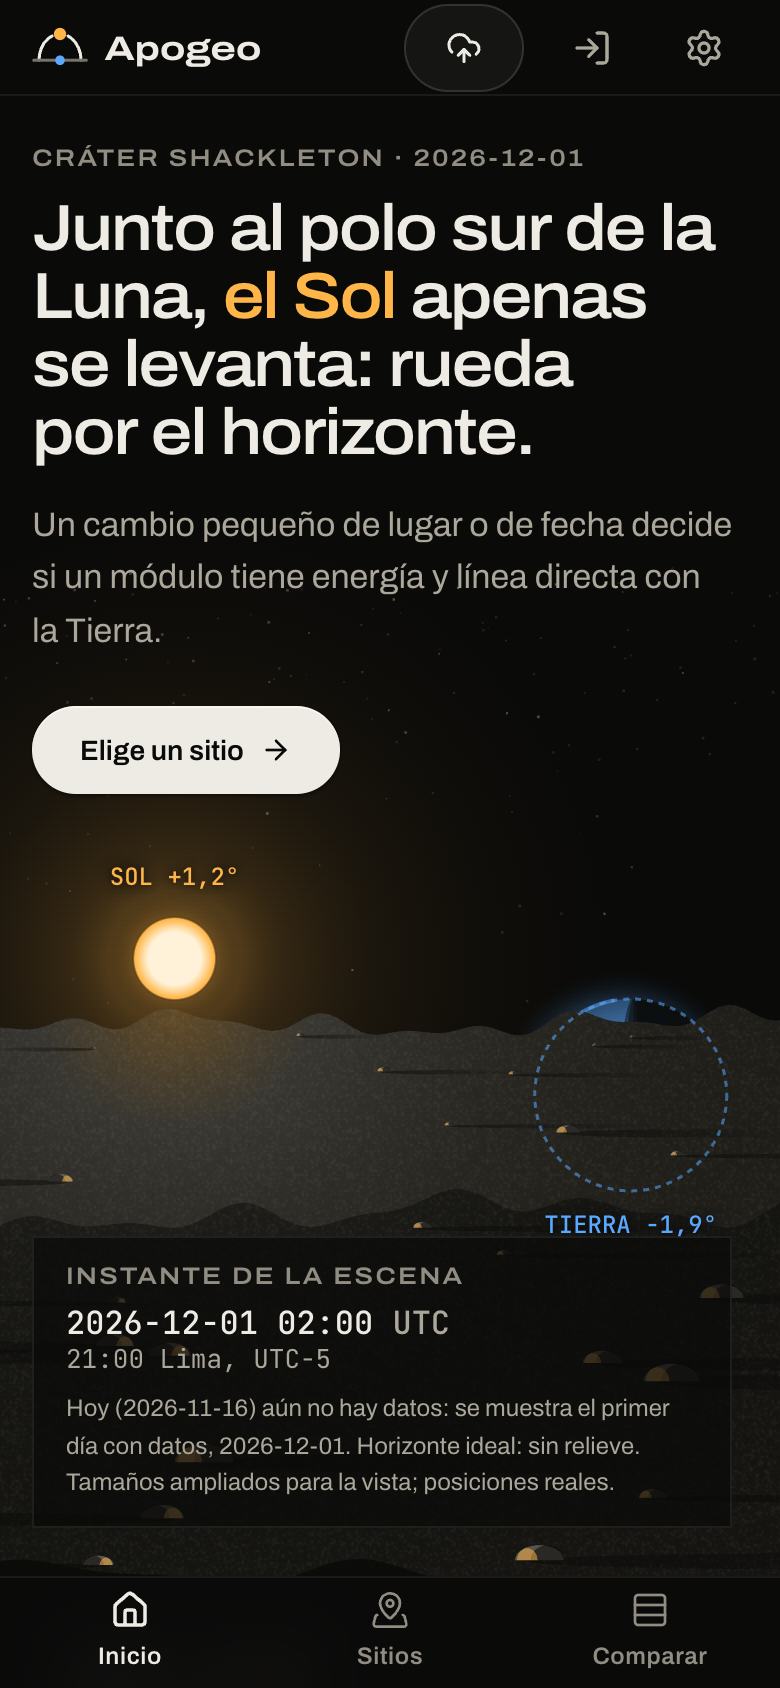 Apogeo
CRÁTER SHACKLETON · 2026-12-01
Junto al polo sur de la
Luna, el Sol apenas
se levanta: rueda
por el horizonte.
Un cambio pequeño de lugar o de fecha decide
si un módulo tiene energía y línea directa con
la Tierra.
Elige un sitio
SOL +1,2°
TIERRA -1,9°
INSTANTE DE LA ESCENA
2026-12-01 02:00 UTC
21:00 Lima, UTC-5
Hoy (2026-11-16) aún no hay datos: se muestra el primer
día con datos, 2026-12-01. Horizonte ideal: sin relieve.
Tamaños ampliados para la vista; posiciones reales.
Inicio
Sitios
Comparar